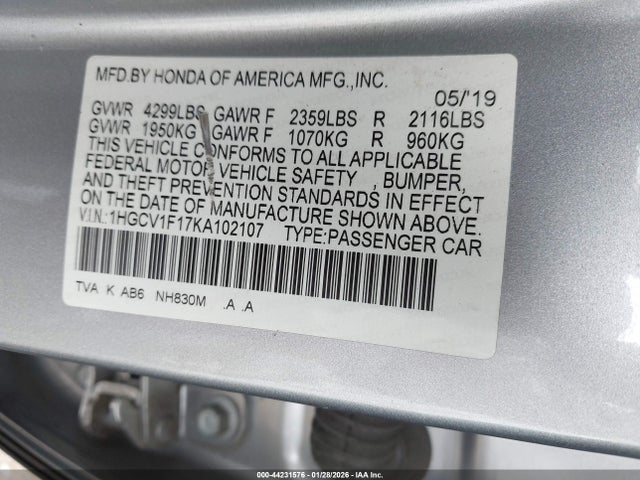 MFD.BY HONDA OF AMERICA MFG.,INC.
05/'19
GVWR 4299LBS GAWR F 2359LBS R 2116LBS
GVWR 1950KG GAWR F 1070KG R 960KG
THIS VEHICLE CONFORMS TO ALL APPLICABLE
FEDERAL MOTOR VEHICLE SAFETY , BUMPER,
AND THEFT PREVENTION STANDARDS IN EFFECT
ON THE DATE OF MANUFACTURE SHOWN ABOVE.
V.I.N.:1HGCV1F17KA102107 TYPE:PASSENGER CAR
TVA K AB6 NH830M .A .A
000-44231576 | 01/28/2026 | IAA Inc.